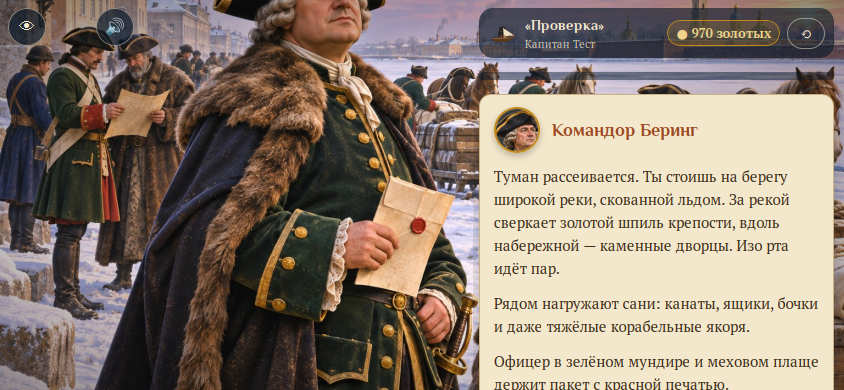 «Проверка»
Капитан Тест
970 золотых
Командор Беринг
Туман рассеивается. Ты стоишь на берегу
широкой реки, скованной льдом. За рекой
сверкает золотой шпиль крепости, вдоль
набережной — каменные дворцы. Изо рта
идёт пар.
Рядом нагружают сани: канаты, ящики, бочки
и даже тяжёлые корабельные якоря.
Офицер в зелёном мундире и меховом плаще
держит пакет с красной печатью.